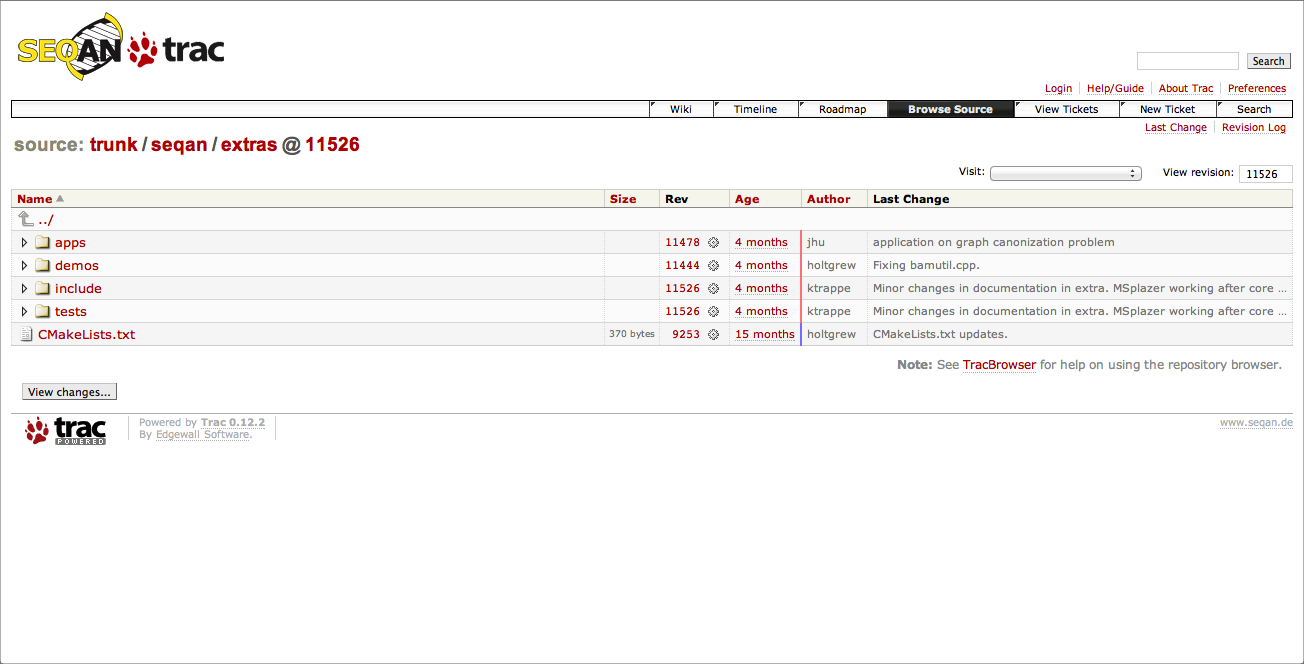 SEQAN trac
Search
Login Help/Guide About Trac Preferences
Wiki Timeline Roadmap Browse Source View Tickets New Ticket Search
Last Change Revision Log
source: trunk / seqan / extras @ 11526
Visit: View revision: 11526
Name Size Rev Age Author Last Change
../
apps 11478 4 months jhu application on graph canonization problem
demos 11444 4 months holtgrew Fixing bamutil.cpp.
include 11526 4 months ktrappe Minor changes in documentation in extra. MSplazer working after core ...
tests 11526 4 months ktrappe Minor changes in documentation in extra. MSplazer working after core ...
CMakeLists.txt 370 bytes 9253 15 months holtgrew CMakeLists.txt updates.
Note: See TracBrowser for help on using the repository browser.
View changes...
trac POWERED
Powered by Trac 0.12.2
By Edgewall Software.
www.seqan.de